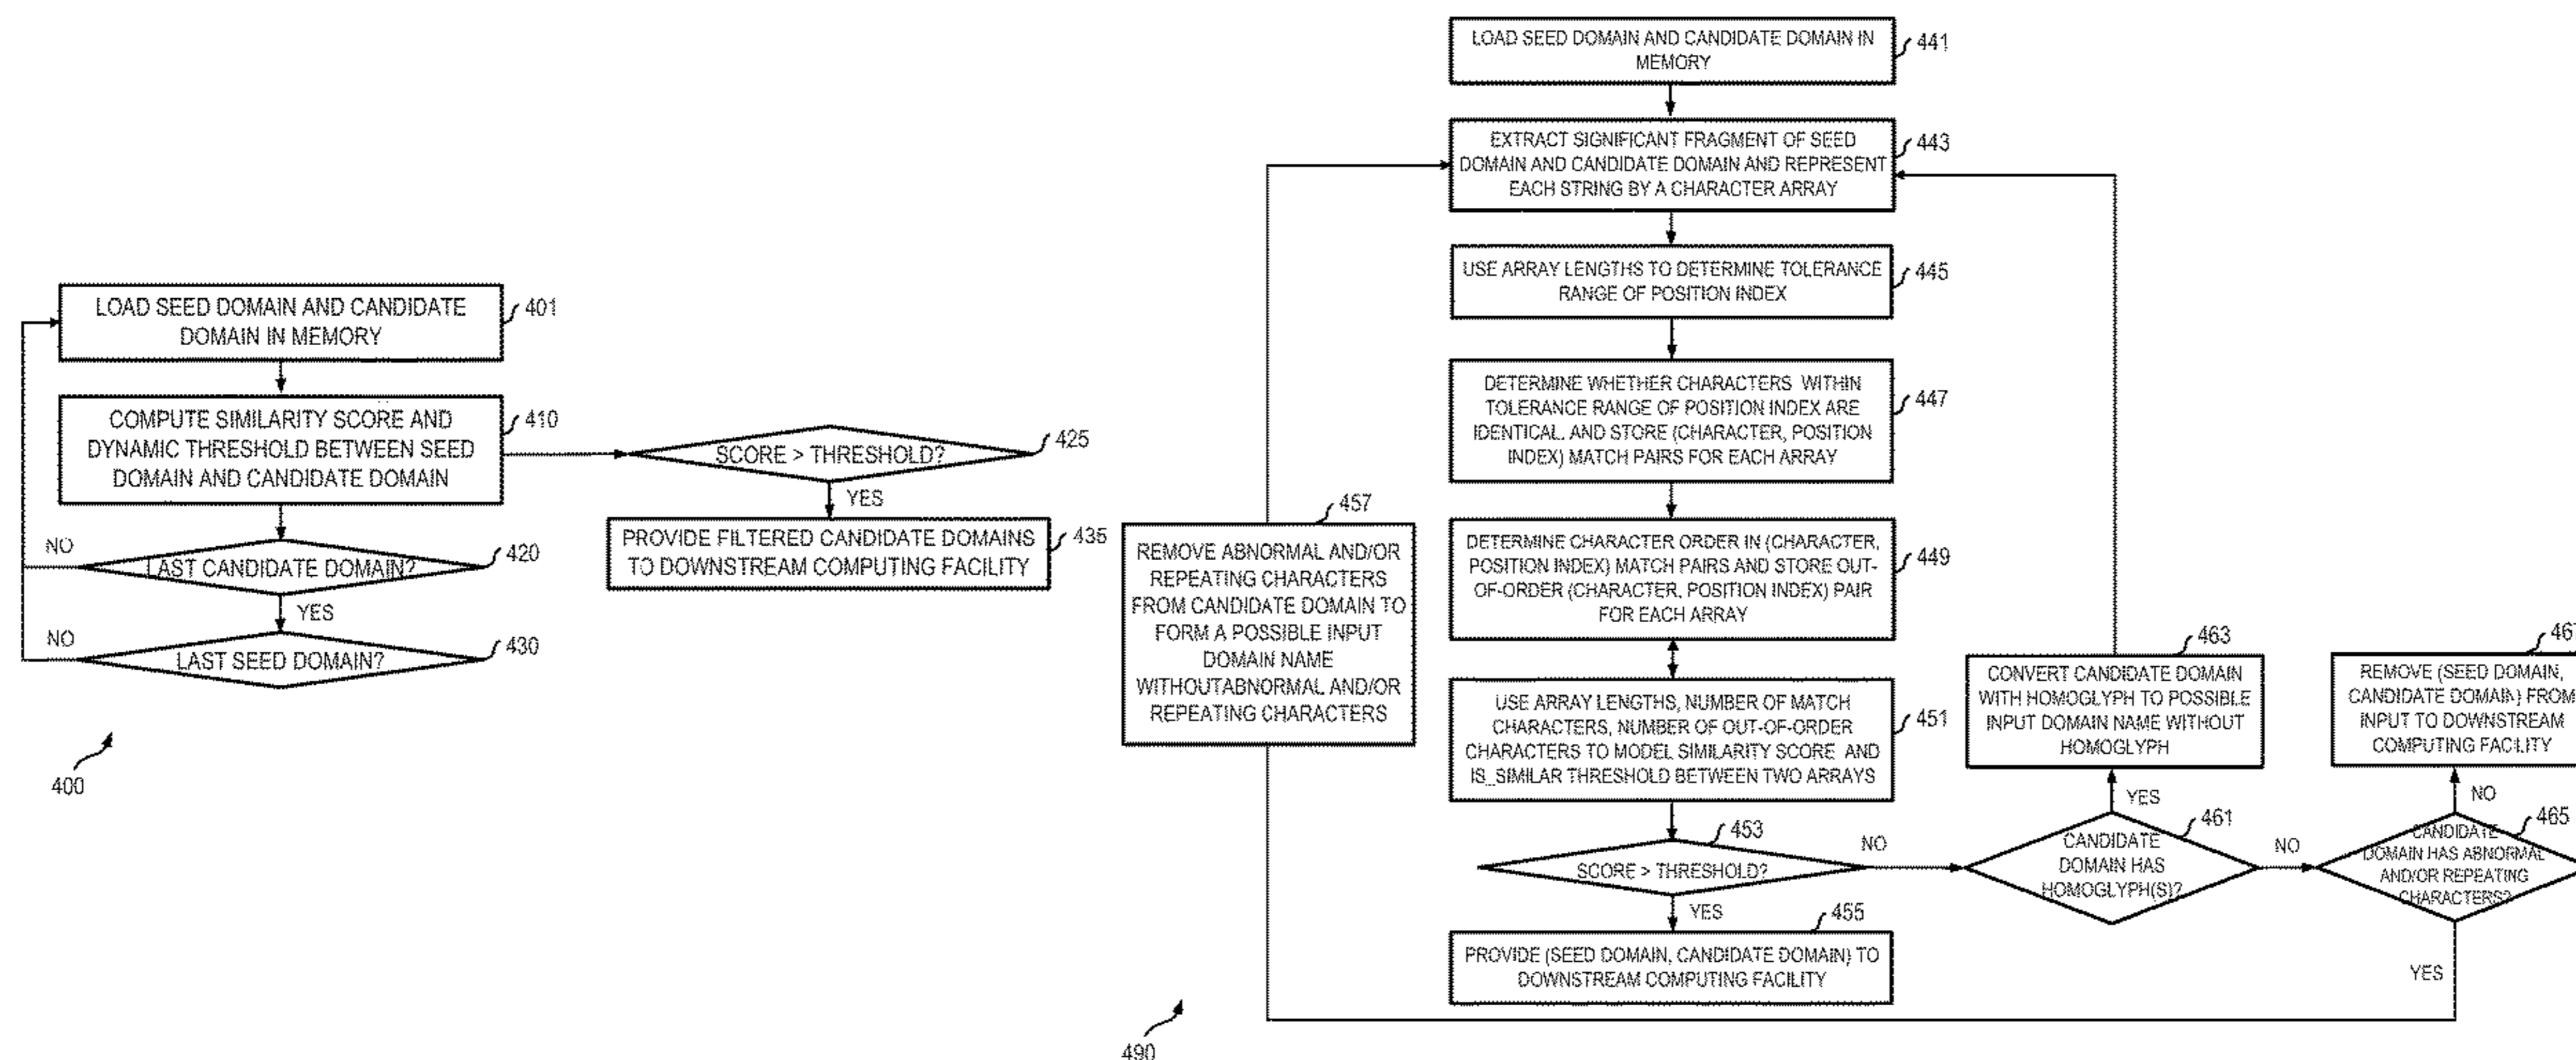 LOAD SEED DOMAIN AND CANDIDATE
DOMAIN IN MEMORY
401
COMPUTE SIMILARITY SCORE AND
DYNAMIC THRESHOLD BETWEEN SEED
DOMAIN AND CANDIDATE DOMAIN
410
SCORE > THRESHOLD?
425
YES
PROVIDE FILTERED CANDIDATE DOMAINS
TO DOWNSTREAM COMPUTING FACILITY
435
NO
LAST CANDIDATE DOMAIN?
420
YES
NO
LAST SEED DOMAIN?
430
400
LOAD SEED DOMAIN AND CANDIDATE DOMAIN IN
MEMORY
441
EXTRACT SIGNIFICANT FRAGMENT OF SEED
DOMAIN AND CANDIDATE DOMAIN AND REPRESENT
EACH STRING BY A CHARACTER ARRAY
443
USE ARRAY LENGTHS TO DETERMINE TOLERANCE
RANGE OF POSITION INDEX
445
DETERMINE WHETHER CHARACTERS WITHIN
TOLERANCE RANGE OF POSITION INDEX ARE
IDENTICAL, AND STORE (CHARACTER, POSITION
INDEX) MATCH PAIRS FOR EACH ARRAY
447
DETERMINE CHARACTER ORDER IN (CHARACTER,
POSITION INDEX) MATCH PAIRS AND STORE OUT-
OF-ORDER (CHARACTER, POSITION INDEX) PAIR
FOR EACH ARRAY
449
USE ARRAY LENGTHS, NUMBER OF MATCH
CHARACTERS, NUMBER OF OUT-OF-ORDER
CHARACTERS TO MODEL SIMILARITY SCORE AND
IS_SIMILAR THRESHOLD BETWEEN TWO ARRAYS
451
453
SCORE > THRESHOLD?
NO
YES
455
PROVIDE (SEED DOMAIN, CANDIDATE DOMAIN) TO
DOWNSTREAM COMPUTING FACILITY
457
REMOVE ABNORMAL AND/OR
REPEATING CHARACTERS
FROM CANDIDATE DOMAIN TO
FORM A POSSIBLE INPUT
DOMAIN NAME
WITHOUTABNORMAL AND/OR
REPEATING CHARACTERS
463
CONVERT CANDIDATE DOMAIN
WITH HOMOGLYPH TO POSSIBLE
INPUT DOMAIN NAME WITHOUT
HOMOGLYPH
YES
461
CANDIDATE
DOMAIN HAS
HOMOGLYPH(S)?
NO
REMOVE (SEED DOMAIN,
CANDIDATE DOMAIN) FROM
INPUT TO DOWNSTREAM
COMPUTING FACILITY
NO
465
CANDIDATE
DOMAIN HAS ABNORMAL
AND/OR REPEATING
CHARACTERS?
YES
490